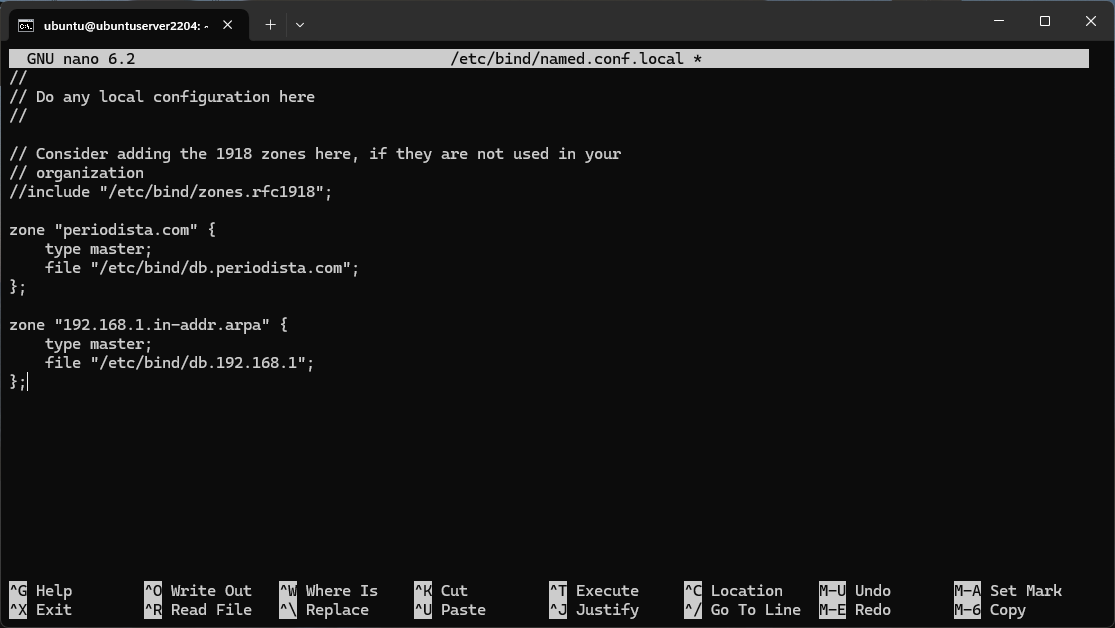 ubuntu@ubuntuserver2204: ~
GNU nano 6.2 /etc/bind/named.conf.local *
//
// Do any local configuration here
//
// Consider adding the 1918 zones here, if they are not used in your
// organization
//include "/etc/bind/zones.rfc1918";
zone "periodista.com" {
    type master;
    file "/etc/bind/db.periodista.com";
};
zone "192.168.1.in-addr.arpa" {
    type master;
    file "/etc/bind/db.192.168.1";
};
^G Help ^O Write Out ^W Where Is ^K Cut ^T Execute ^C Location M-U Undo M-A Set Mark
^X Exit ^R Read File ^\ Replace ^U Paste ^J Justify ^/ Go To Line M-E Redo M-6 Copy